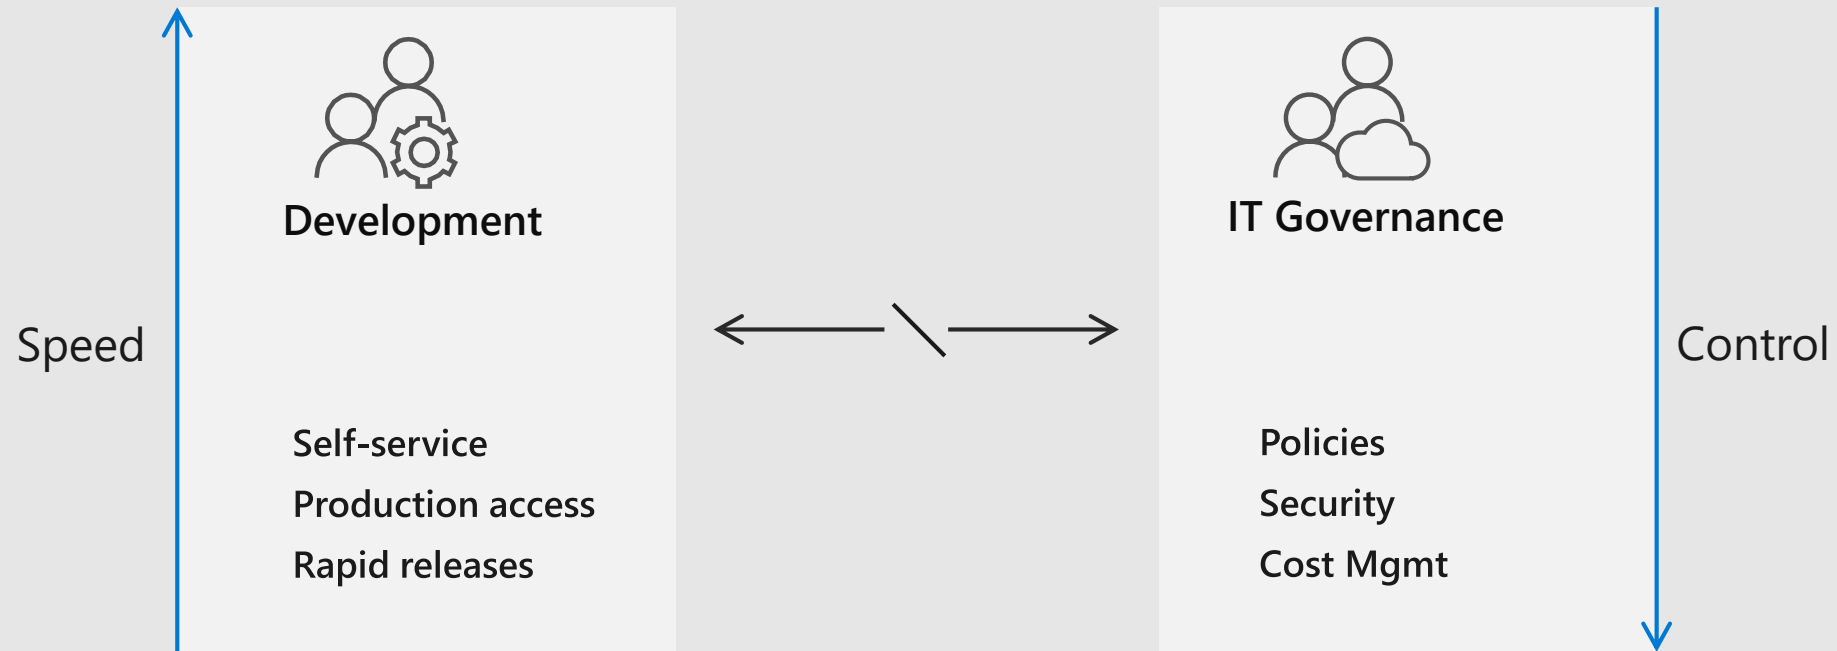 Speed
Development
Self-service
Production access
Rapid releases
IT Governance
Policies
Security
Cost Mgmt
Control